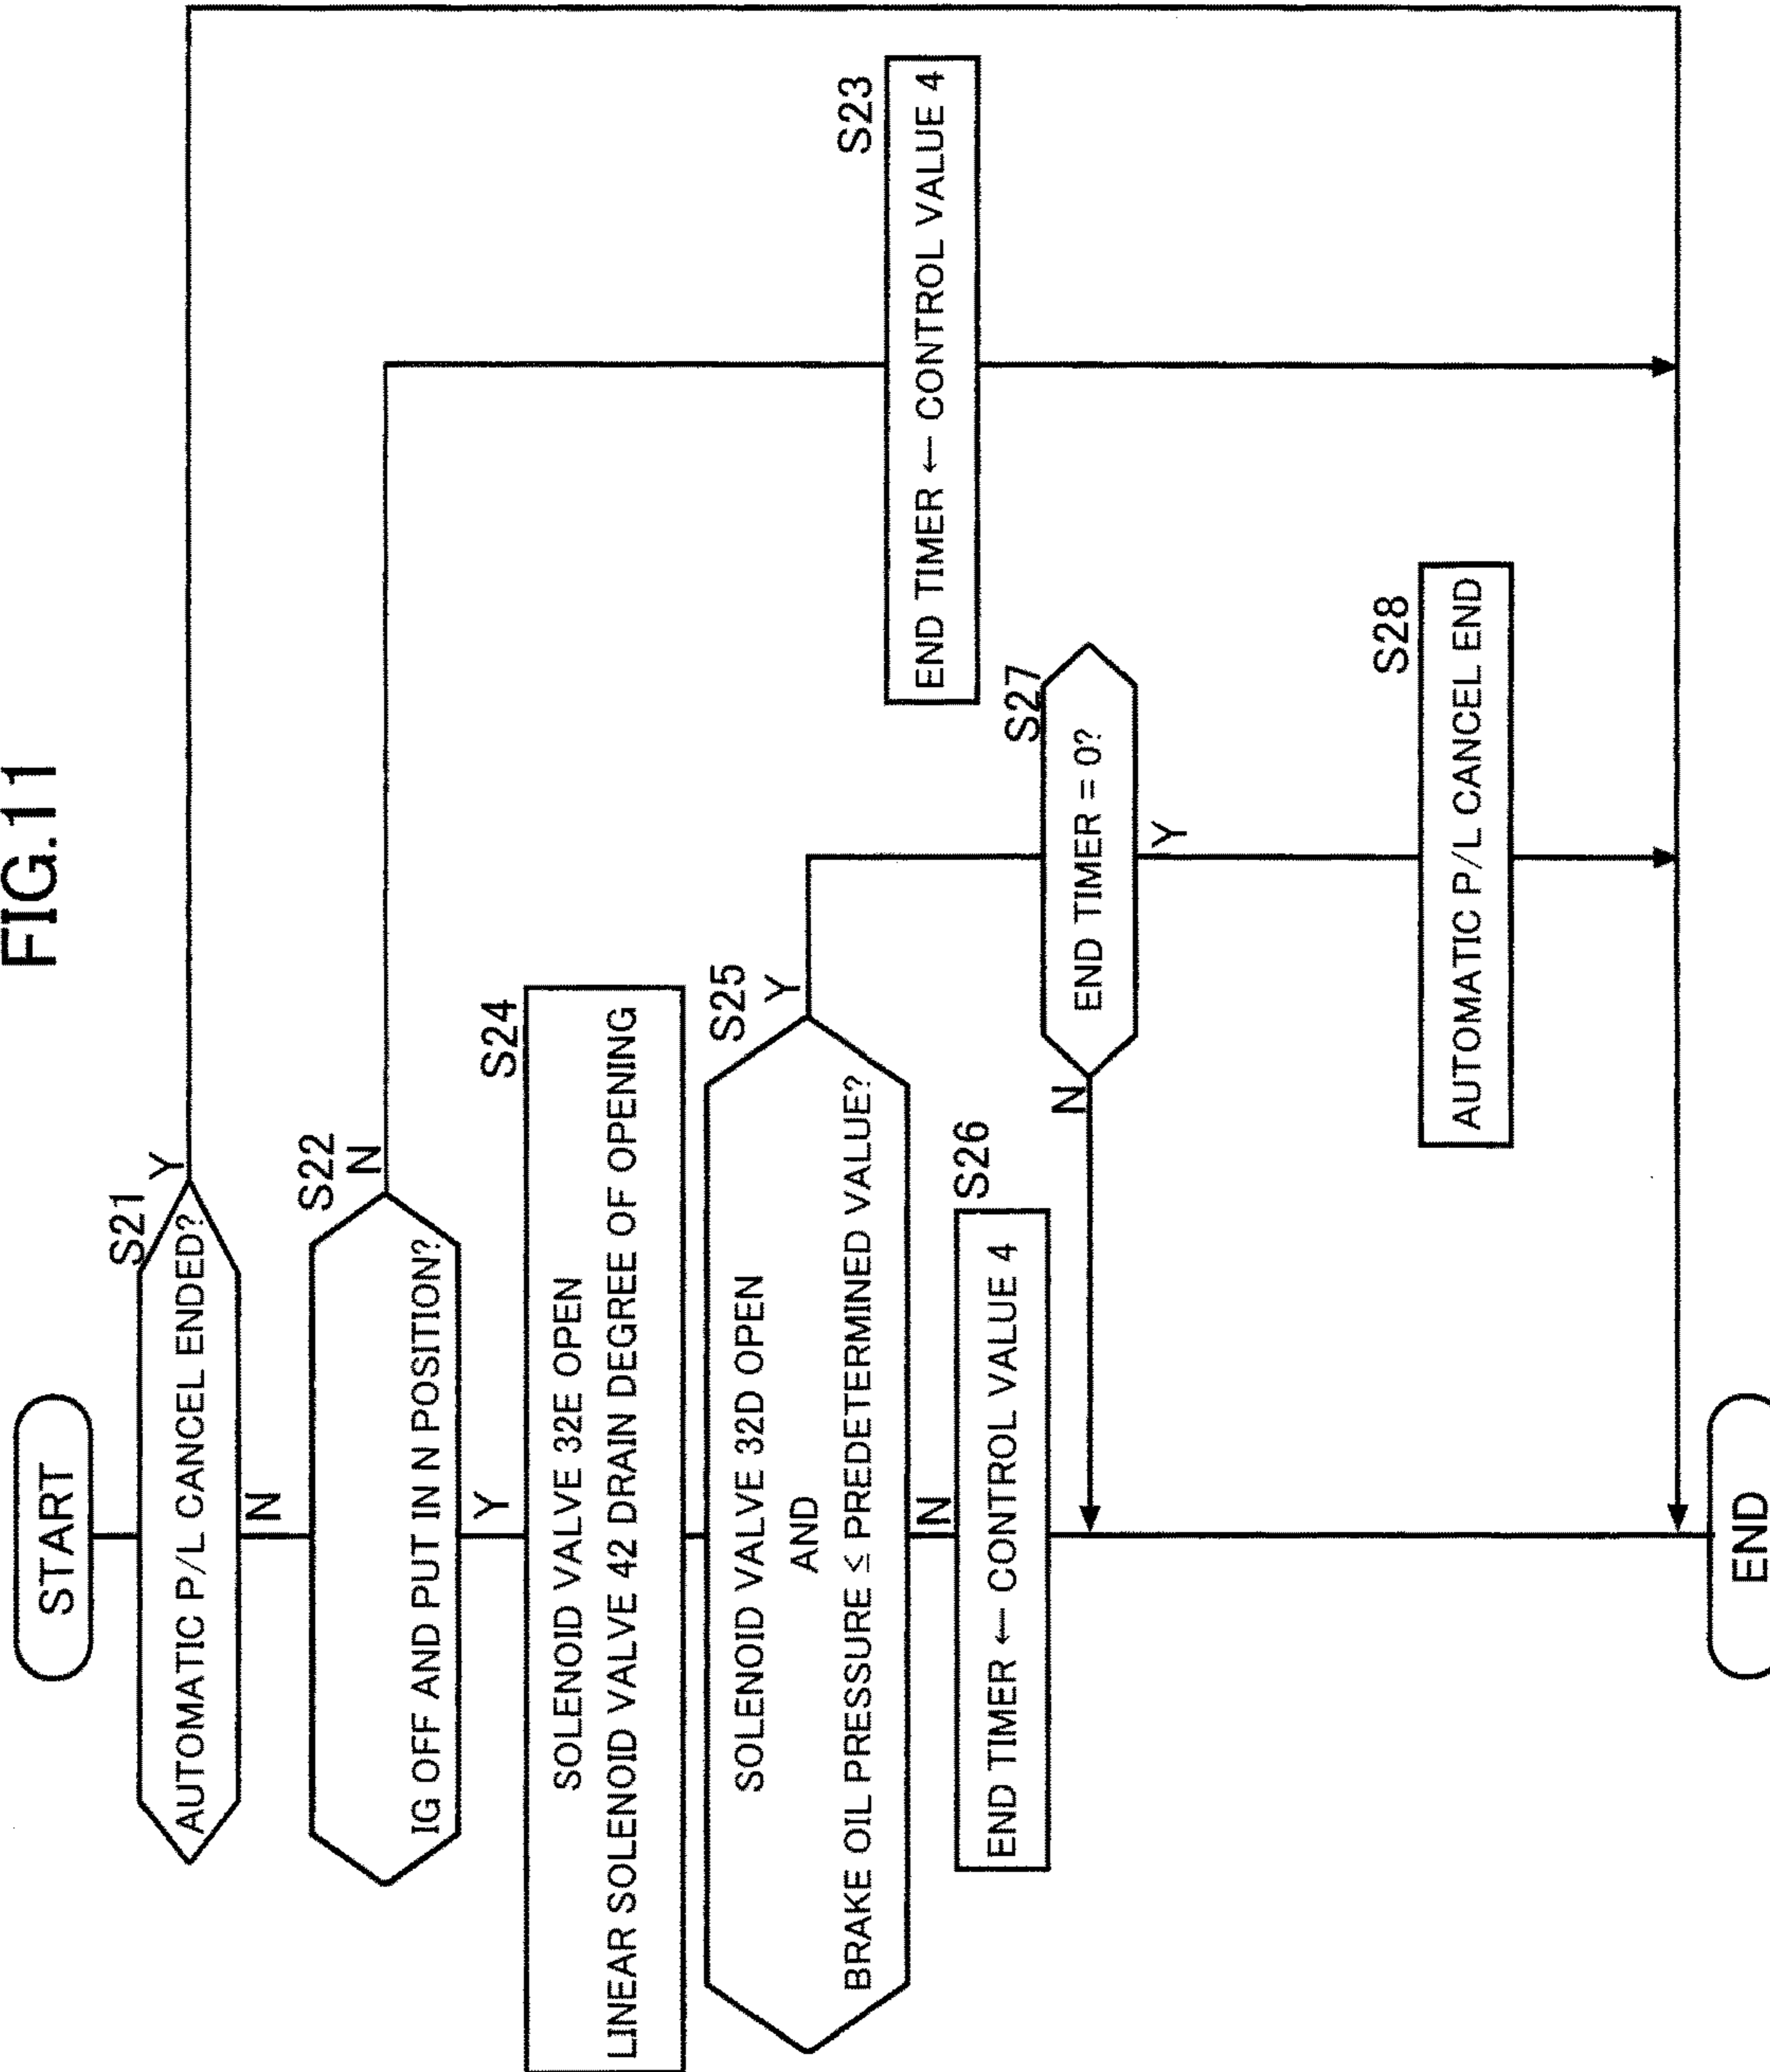 FIG.11
START
S21
AUTOMATIC P/L CANCEL ENDED?
Y
N
S22
IG OFF AND PUT IN N POSITION?
N
Y
S24
SOLENOID VALVE 32E OPEN
LINEAR SOLENOID VALVE 42 DRAIN DEGREE OF OPENING
S25
SOLENOID VALVE 32D OPEN
AND
BRAKE OIL PRESSURE ≤ PREDETERMINED VALUE?
Y
N
S23
END TIMER ← CONTROL VALUE 4
S26
END TIMER ← CONTROL VALUE 4
S27
END TIMER = 0?
N
Y
S28
AUTOMATIC P/L CANCEL END
END